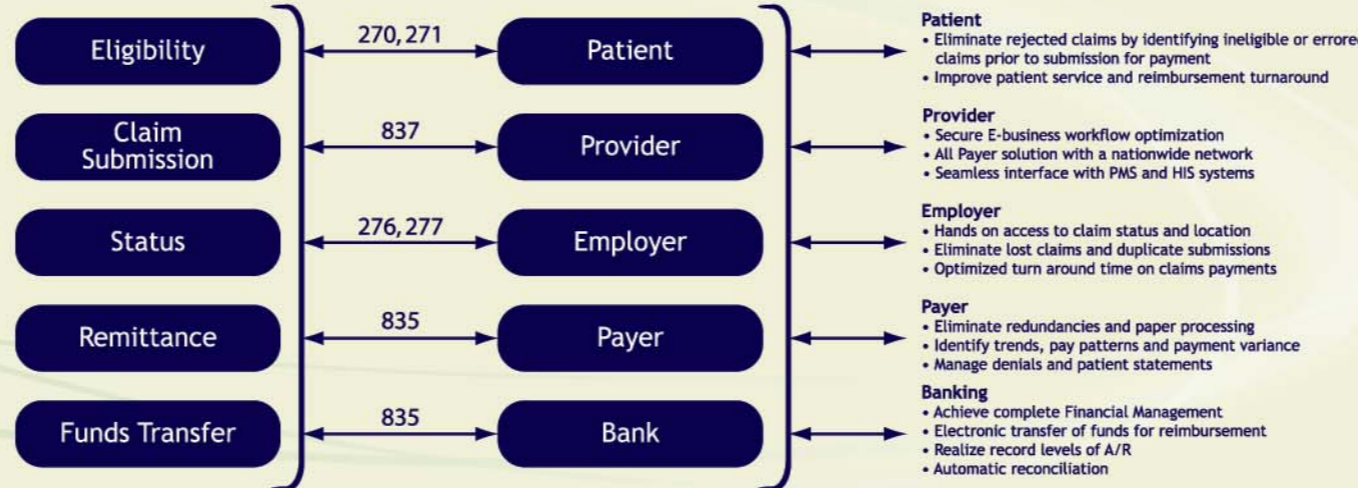 Eligibility
270, 271
Patient
Patient
• Eliminate rejected claims by identifying ineligible or errored
claims prior to submission for payment
• Improve patient service and reimbursement turnaround
Claim
Submission
837
Provider
Provider
• Secure E-business workflow optimization
• All Payer solution with a nationwide network
• Seamless interface with PMS and HIS systems
Status
276, 277
Employer
Employer
• Hands on access to claim status and location
• Eliminate lost claims and duplicate submissions
• Optimized turn around time on claims payments
Remittance
835
Payer
Payer
• Eliminate redundancies and paper processing
• Identify trends, pay patterns and payment variance
• Manage denials and patient statements
Funds Transfer
835
Bank
Banking
• Achieve complete Financial Management
• Electronic transfer of funds for reimbursement
• Realize record levels of A/R
• Automatic reconciliation